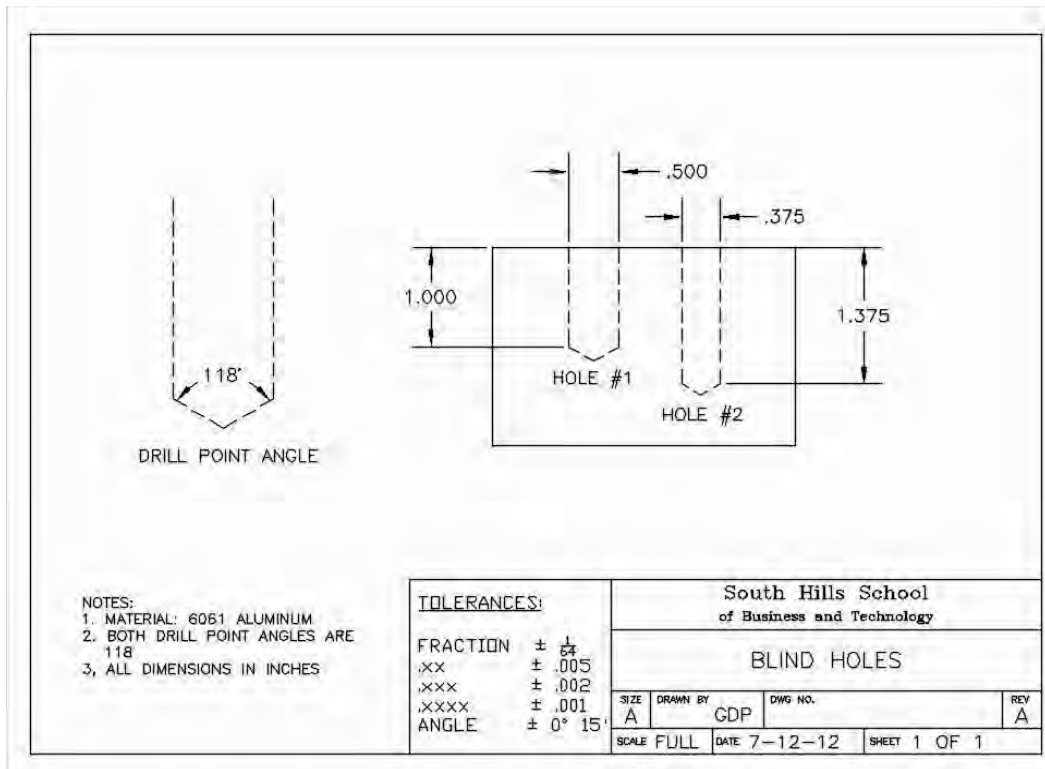 .500
.375
1.000
1.375
118°
HOLE #1
HOLE #2
DRILL POINT ANGLE
NOTES:
1. MATERIAL: 6061 ALUMINUM
2. BOTH DRILL POINT ANGLES ARE
118
3, ALL DIMENSIONS IN INCHES
TOLERANCES:
FRACTION ± 1/64
.XX ± .005
.XXX ± .002
.XXXX ± .001
ANGLE ± 0° 15'
South Hills School
of Business and Technology
BLIND HOLES
SIZE A DRAWN BY GDP DWG NO. REV A
SCALE FULL DATE 7-12-12 SHEET 1 OF 1